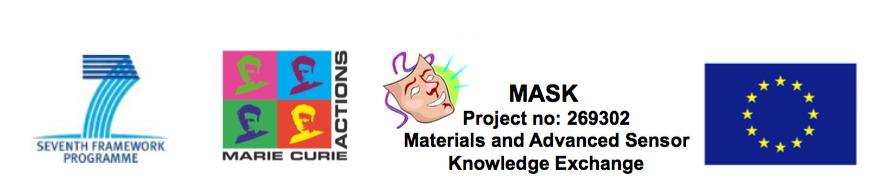 SEVENTH FRAMEWORK
PROGRAMME
MARIE CURIE
ACTIONS
MASK
Project no: 269302
Materials and Advanced Sensor
Knowledge Exchange